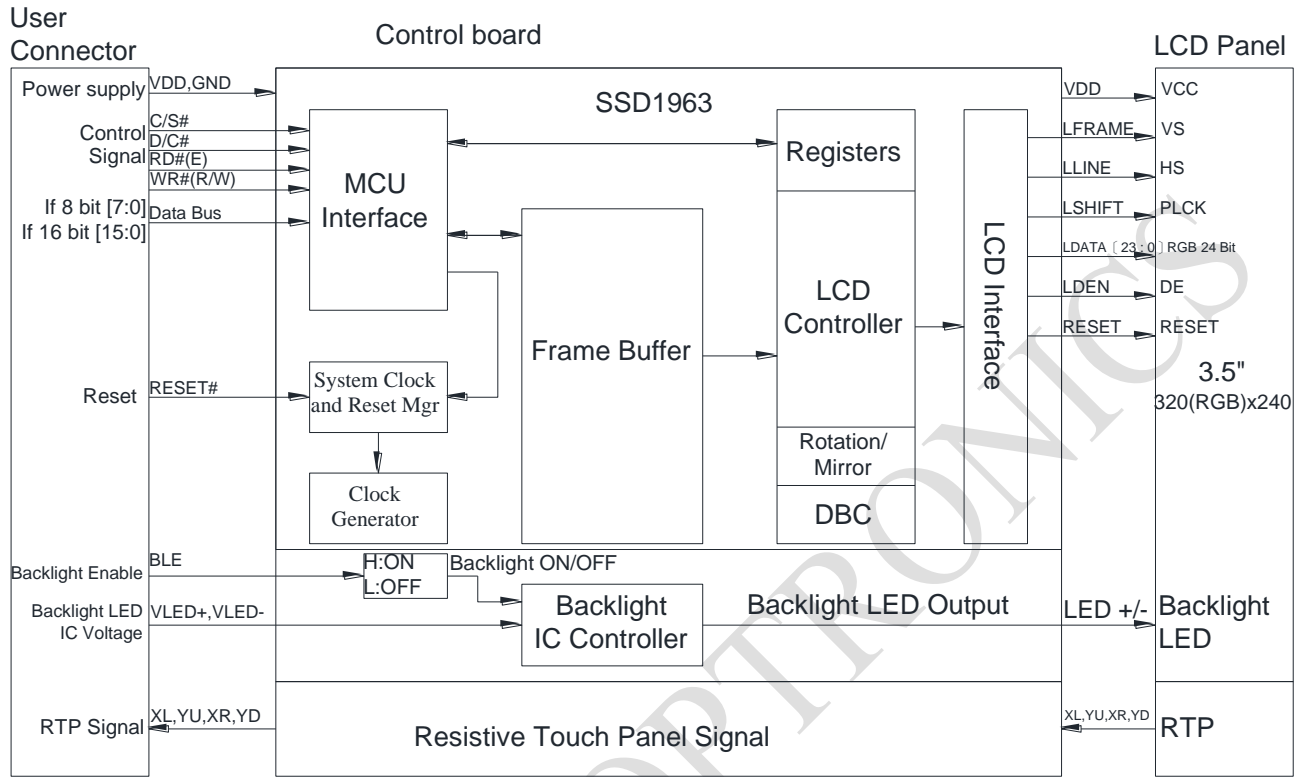 User
Connector
Control board
LCD Panel
Power supply
VDD,GND
Control
Signal
C/S#
D/C#
RD#(E)
WR#(R/W)
If 8 bit [7:0]
If 16 bit [15:0]
Data Bus
Reset
RESET#
Backlight Enable
BLE
Backlight LED
IC Voltage
VLED+,VLED-
RTP Signal
XL,YU,XR,YD
SSD1963
MCU
Interface
System Clock
and Reset Mgr
Clock
Generator
Frame Buffer
Registers
LCD
Controller
Rotation/
Mirror
DBC
LCD Interface
H:ON
L:OFF
Backlight ON/OFF
Backlight
IC Controller
Backlight LED Output
Resistive Touch Panel Signal
VDD
VCC
LFRAME
VS
LLINE
HS
LSHIFT
PLCK
LDATA〔23:0〕RGB 24 Bit
LDEN
DE
RESET
RESET
3.5"
320(RGB)x240
LED +/-
Backlight
LED
XL,YU,XR,YD
RTP
OPTRONICS